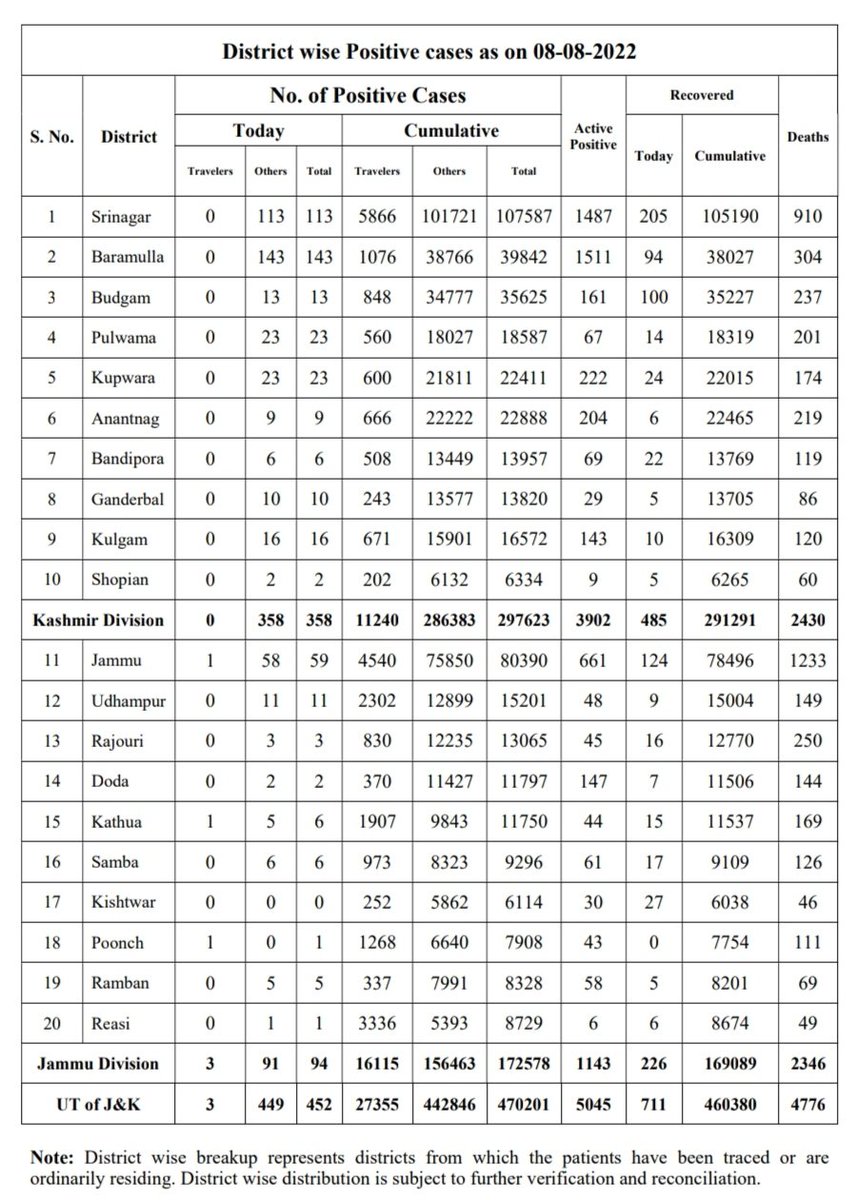 District wise Positive cases as on 08-08-2022
S. No. District No. of Positive Cases Active Positive Recovered Deaths
Today Cumulative Today Cumulative
Travelers Others Total Travelers Others Total
1 Srinagar 0 113 113 5866 101721 107587 1487 205 105190 910
2 Baramulla 0 143 143 1076 38766 39842 1511 94 38027 304
3 Budgam 0 13 13 848 34777 35625 161 100 35227 237
4 Pulwama 0 23 23 560 18027 18587 67 14 18319 201
5 Kupwara 0 23 23 600 21811 22411 222 24 22015 174
6 Anantnag 0 9 9 666 22222 22888 204 6 22465 219
7 Bandipora 0 6 6 508 13449 13957 69 22 13769 119
8 Ganderbal 0 10 10 243 13577 13820 29 5 13705 86
9 Kulgam 0 16 16 671 15901 16572 143 10 16309 120
10 Shopian 0 2 2 202 6132 6334 9 5 6265 60
Kashmir Division 0 358 358 11240 286383 297623 3902 485 291291 2430
11 Jammu 1 58 59 4540 75850 80390 661 124 78496 1233
12 Udhampur 0 11 11 2302 12899 15201 48 9 15004 149
13 Rajouri 0 3 3 830 12235 13065 45 16 12770 250
14 Doda 0 2 2 370 11427 11797 147 7 11506 144
15 Kathua 1 5 6 1907 9843 11750 44 15 11537 169
16 Samba 0 6 6 973 8323 9296 61 17 9109 126
17 Kishtwar 0 0 0 252 5862 6114 30 27 6038 46
18 Poonch 1 0 1 1268 6640 7908 43 0 7754 111
19 Ramban 0 5 5 337 7991 8328 58 5 8201 69
20 Reasi 0 1 1 3336 5393 8729 6 6 8674 49
Jammu Division 3 91 94 16115 156463 172578 1143 226 169089 2346
UT of J&K 3 449 452 27355 442846 470201 5045 711 460380 4776
Note: District wise breakup represents districts from which the patients have been traced or are
ordinarily residing. District wise distribution is subject to further verification and reconciliation.